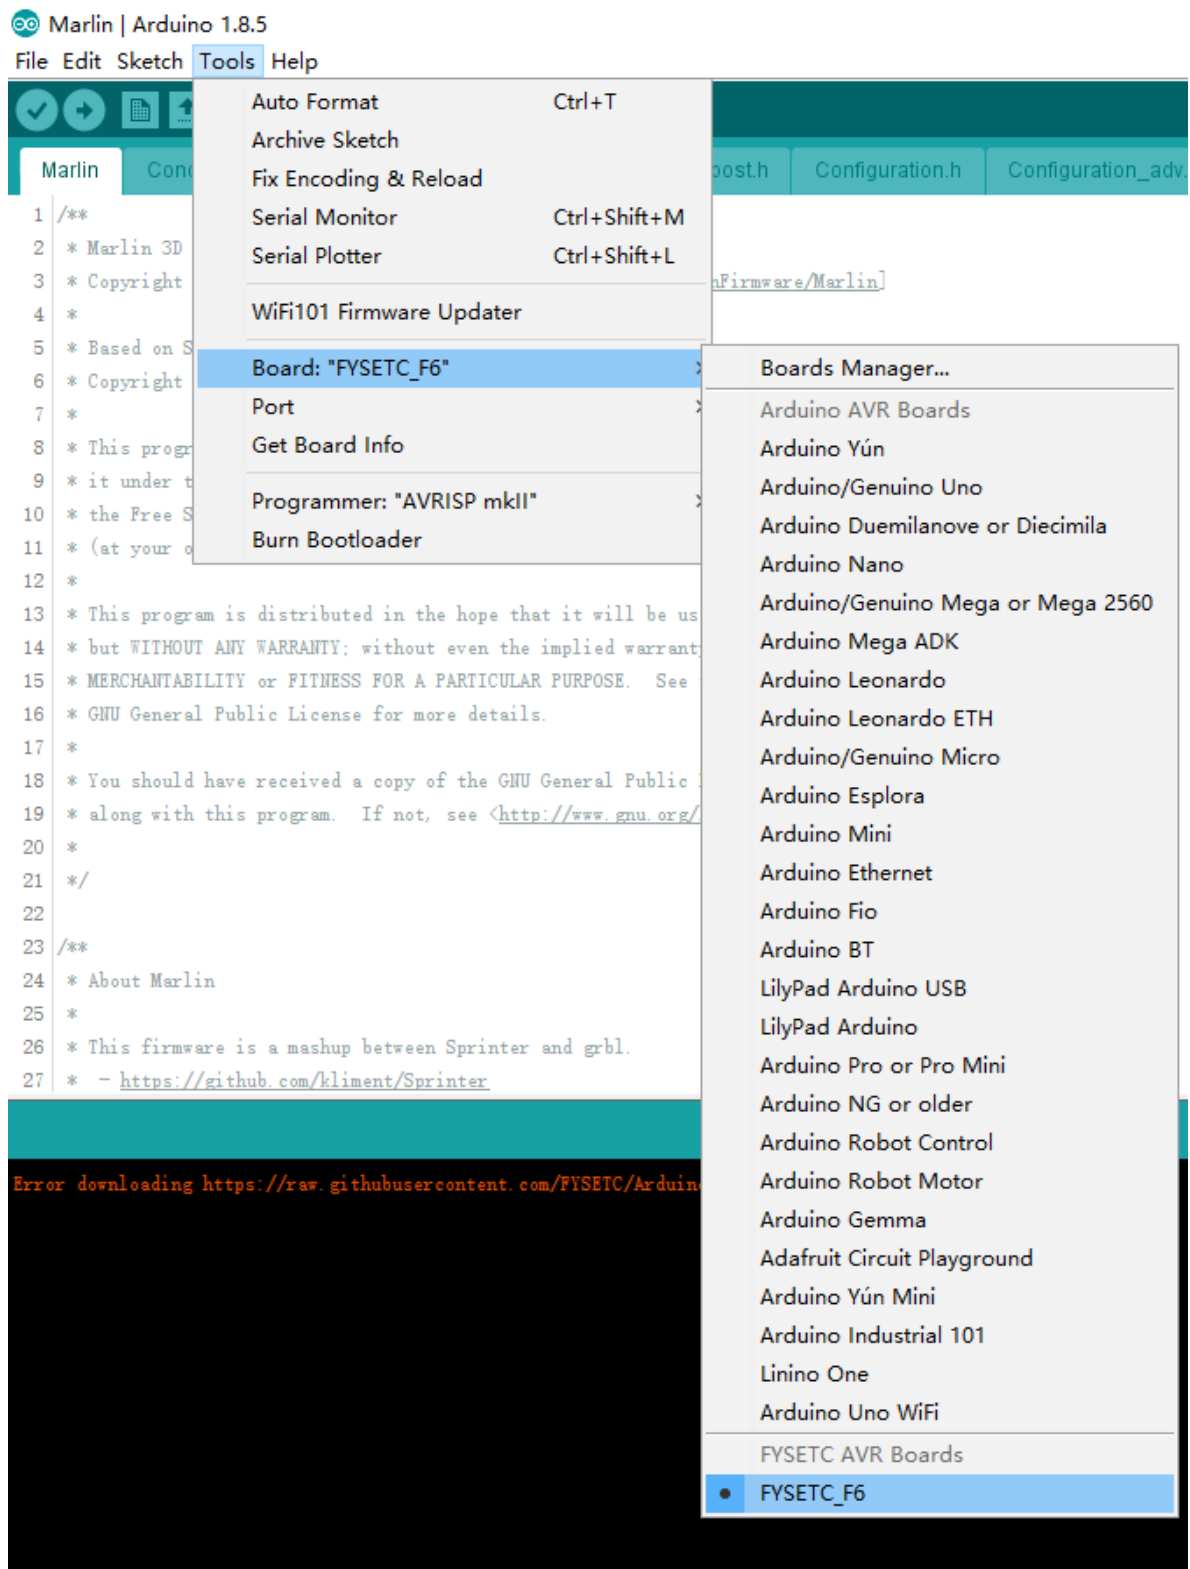 Marlin | Arduino 1.8.5
File Edit Sketch Tools Help
Auto Format Ctrl+T
Archive Sketch
Fix Encoding & Reload
Serial Monitor Ctrl+Shift+M
Serial Plotter Ctrl+Shift+L
WiFi101 Firmware Updater
Board: "FYSETC_F6"
Port
Get Board Info
Programmer: "AVRISP mkII"
Burn Bootloader
Marlin Configuration.h Configuration_adv.
1 /**
2 * Marlin 3D
3 * Copyright nFirmware/Marlin]
4 *
5 * Based on S
6 * Copyright
7 *
8 * This progr
9 * it under t
10 * the Free S
11 * (at your o
12 *
13 * This program is distributed in the hope that it will be us
14 * but WITHOUT ANY WARRANTY; without even the implied warranty
15 * MERCHANTABILITY or FITNESS FOR A PARTICULAR PURPOSE. See
16 * GNU General Public License for more details.
17 *
18 * You should have received a copy of the GNU General Public
19 * along with this program. If not, see <http://www.gnu.org/
20 *
21 */
22
23 /**
24 * About Marlin
25 *
26 * This firmware is a mashup between Sprinter and grbl.
27 * - https://github.com/kliment/Sprinter
Error downloading https://raw.githubusercontent.com/FYSETC/Arduin
Boards Manager...
Arduino AVR Boards
Arduino Yún
Arduino/Genuino Uno
Arduino Duemilanove or Diecimila
Arduino Nano
Arduino/Genuino Mega or Mega 2560
Arduino Mega ADK
Arduino Leonardo
Arduino Leonardo ETH
Arduino/Genuino Micro
Arduino Esplora
Arduino Mini
Arduino Ethernet
Arduino Fio
Arduino BT
LilyPad Arduino USB
LilyPad Arduino
Arduino Pro or Pro Mini
Arduino NG or older
Arduino Robot Control
Arduino Robot Motor
Arduino Gemma
Adafruit Circuit Playground
Arduino Yún Mini
Arduino Industrial 101
Linino One
Arduino Uno WiFi
FYSETC AVR Boards
FYSETC_F6